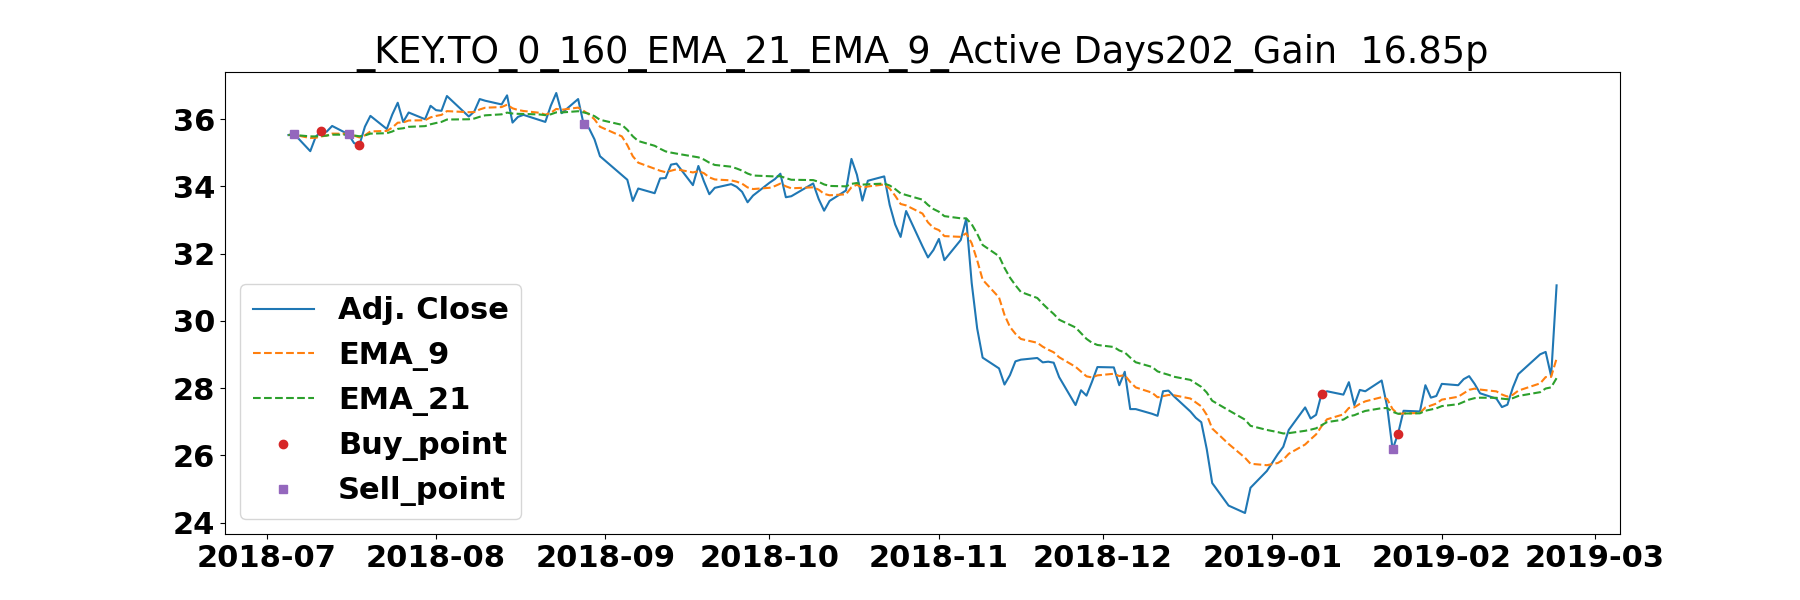 _KEY.TO_0_160_EMA_21_EMA_9_Active Days202_Gain  16.85p
36
34
32
30
28
26
24
Adj. Close
EMA_9
EMA_21
Buy_point
Sell_point
2018-07 2018-08 2018-09 2018-10 2018-11 2018-12 2019-01 2019-02 2019-03